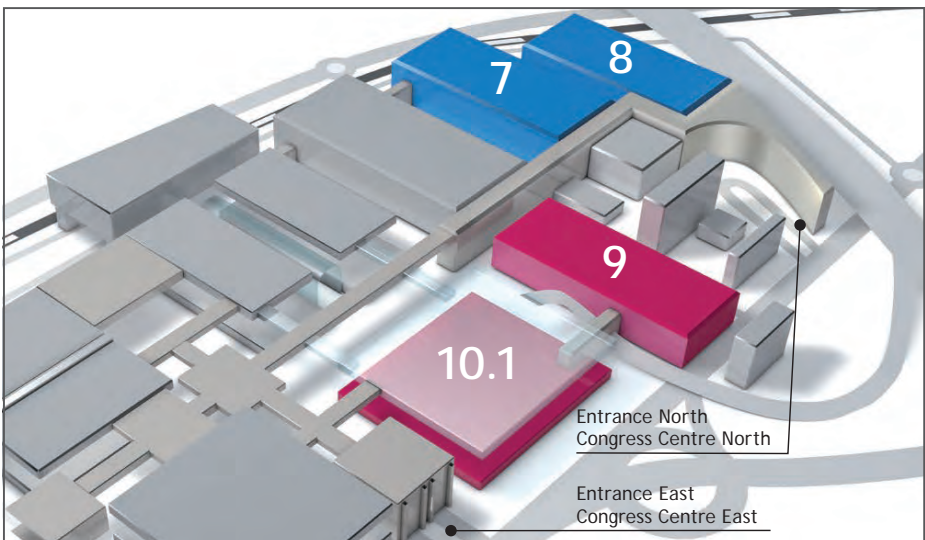 8
7
9
10.1
Entrance North
Congress Centre North
Entrance East
Congress Centre East